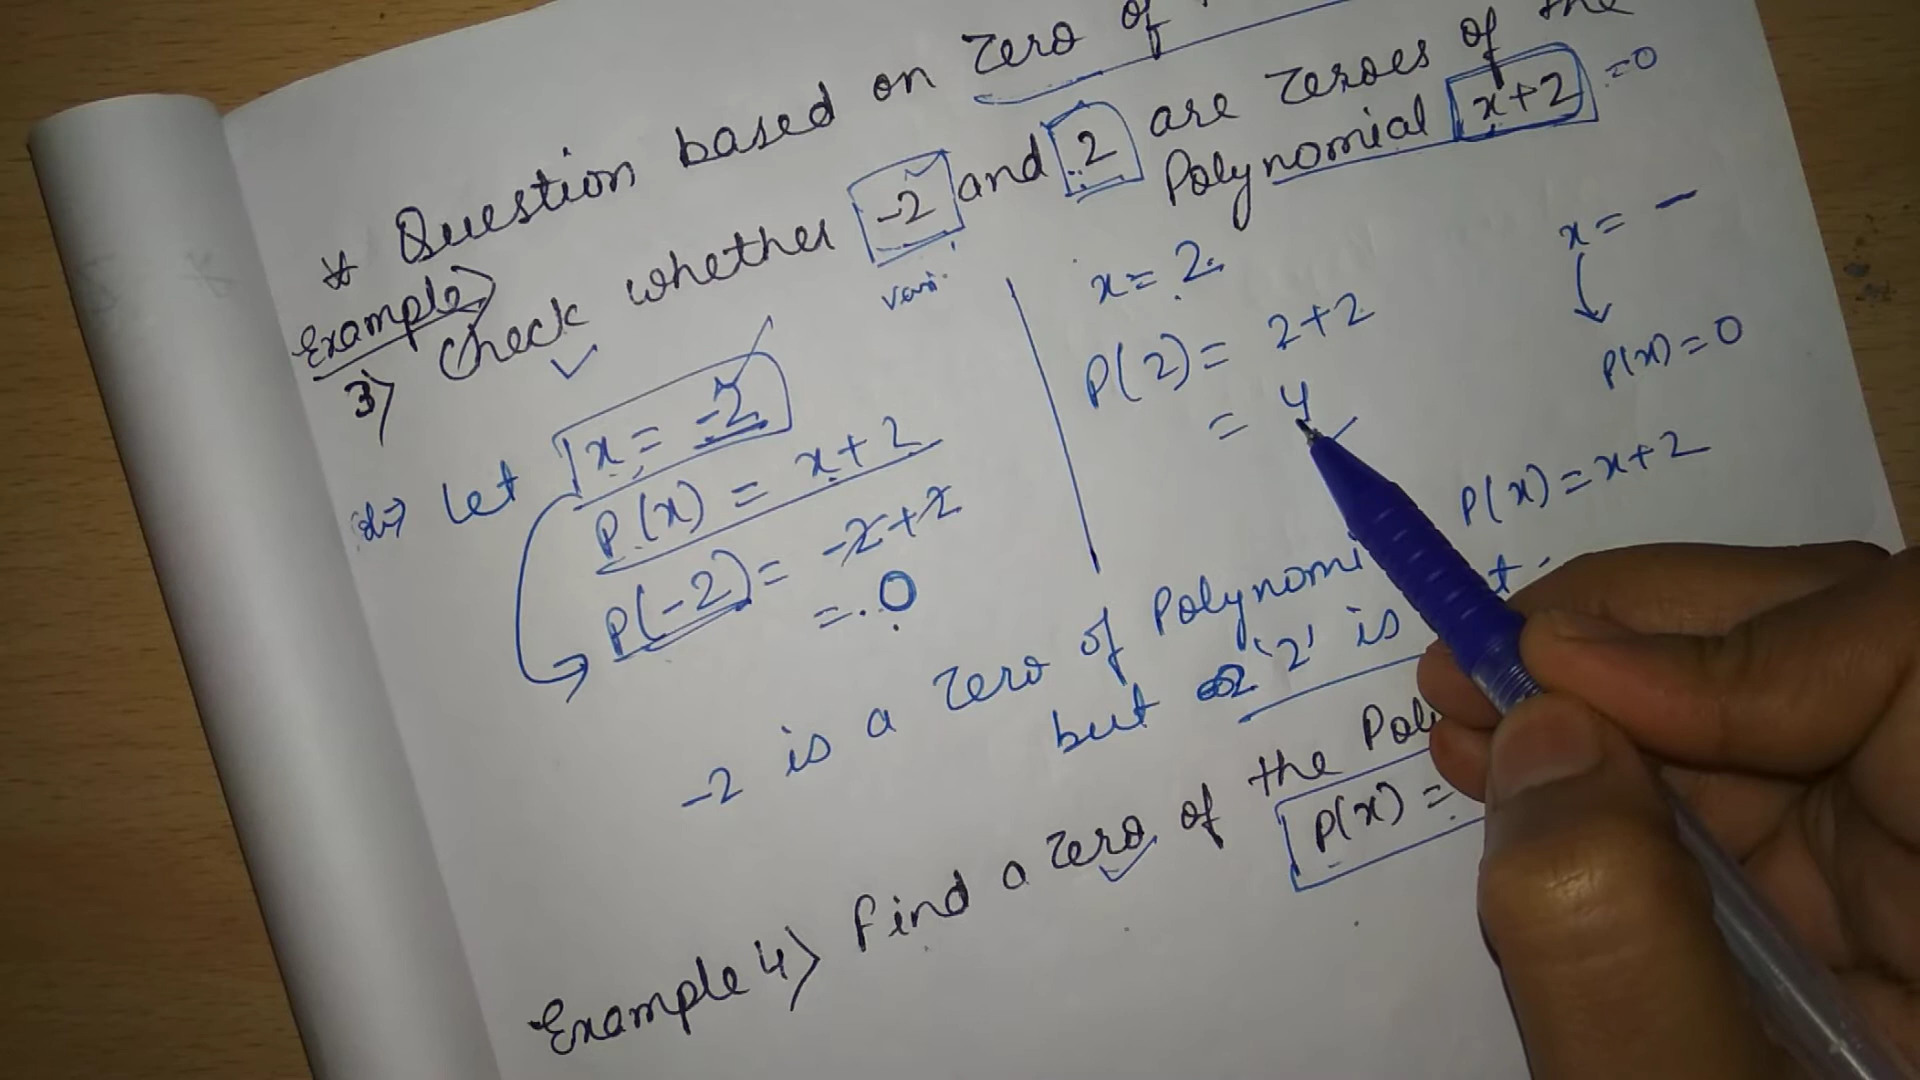 * Question based on Zero of
Example
3) Check whether -2 and 2 are zeroes of the
Polynomial x+2 =0
Let x = -2
P(x) = x+2
P(-2) = -2+2
= 0
x = 2
P(2) = 2+2
= 4
x = -
P(x) = 0
P(x) = x+2
-2 is a zero of Polynomi
but '2' is
Example 4) Find a zero of the Poly
P(x) =